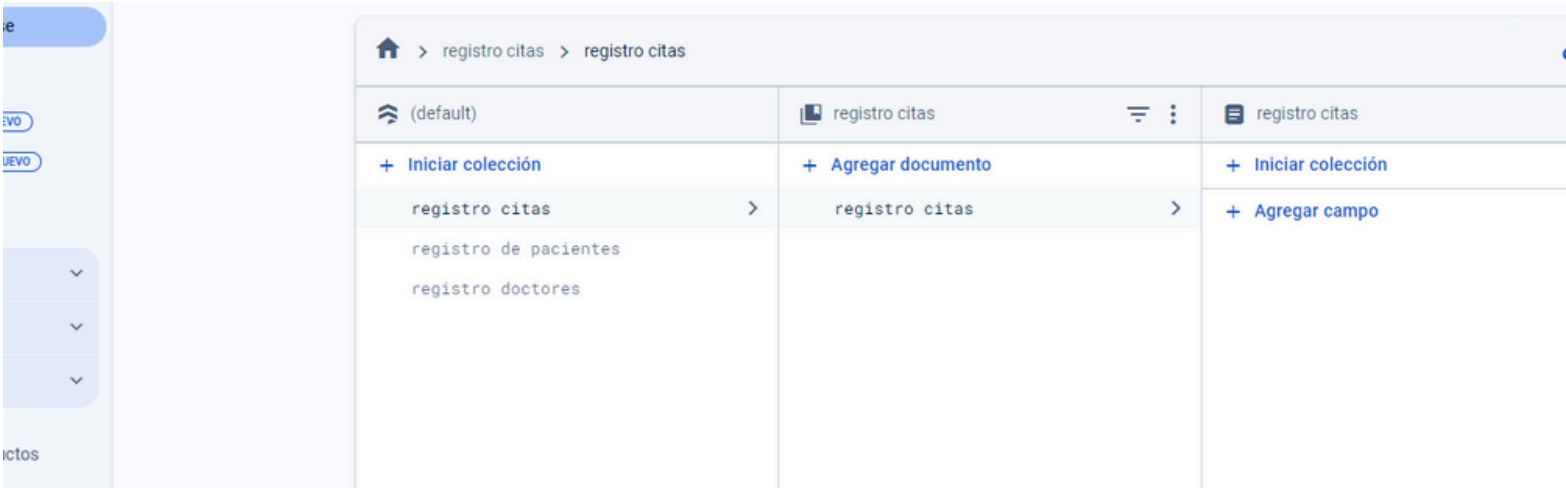 registro citas > registro citas
(default)
registro citas
registro citas
+ Iniciar colección
+ Agregar documento
+ Iniciar colección
registro citas
registro citas
+ Agregar campo
registro de pacientes
registro doctores